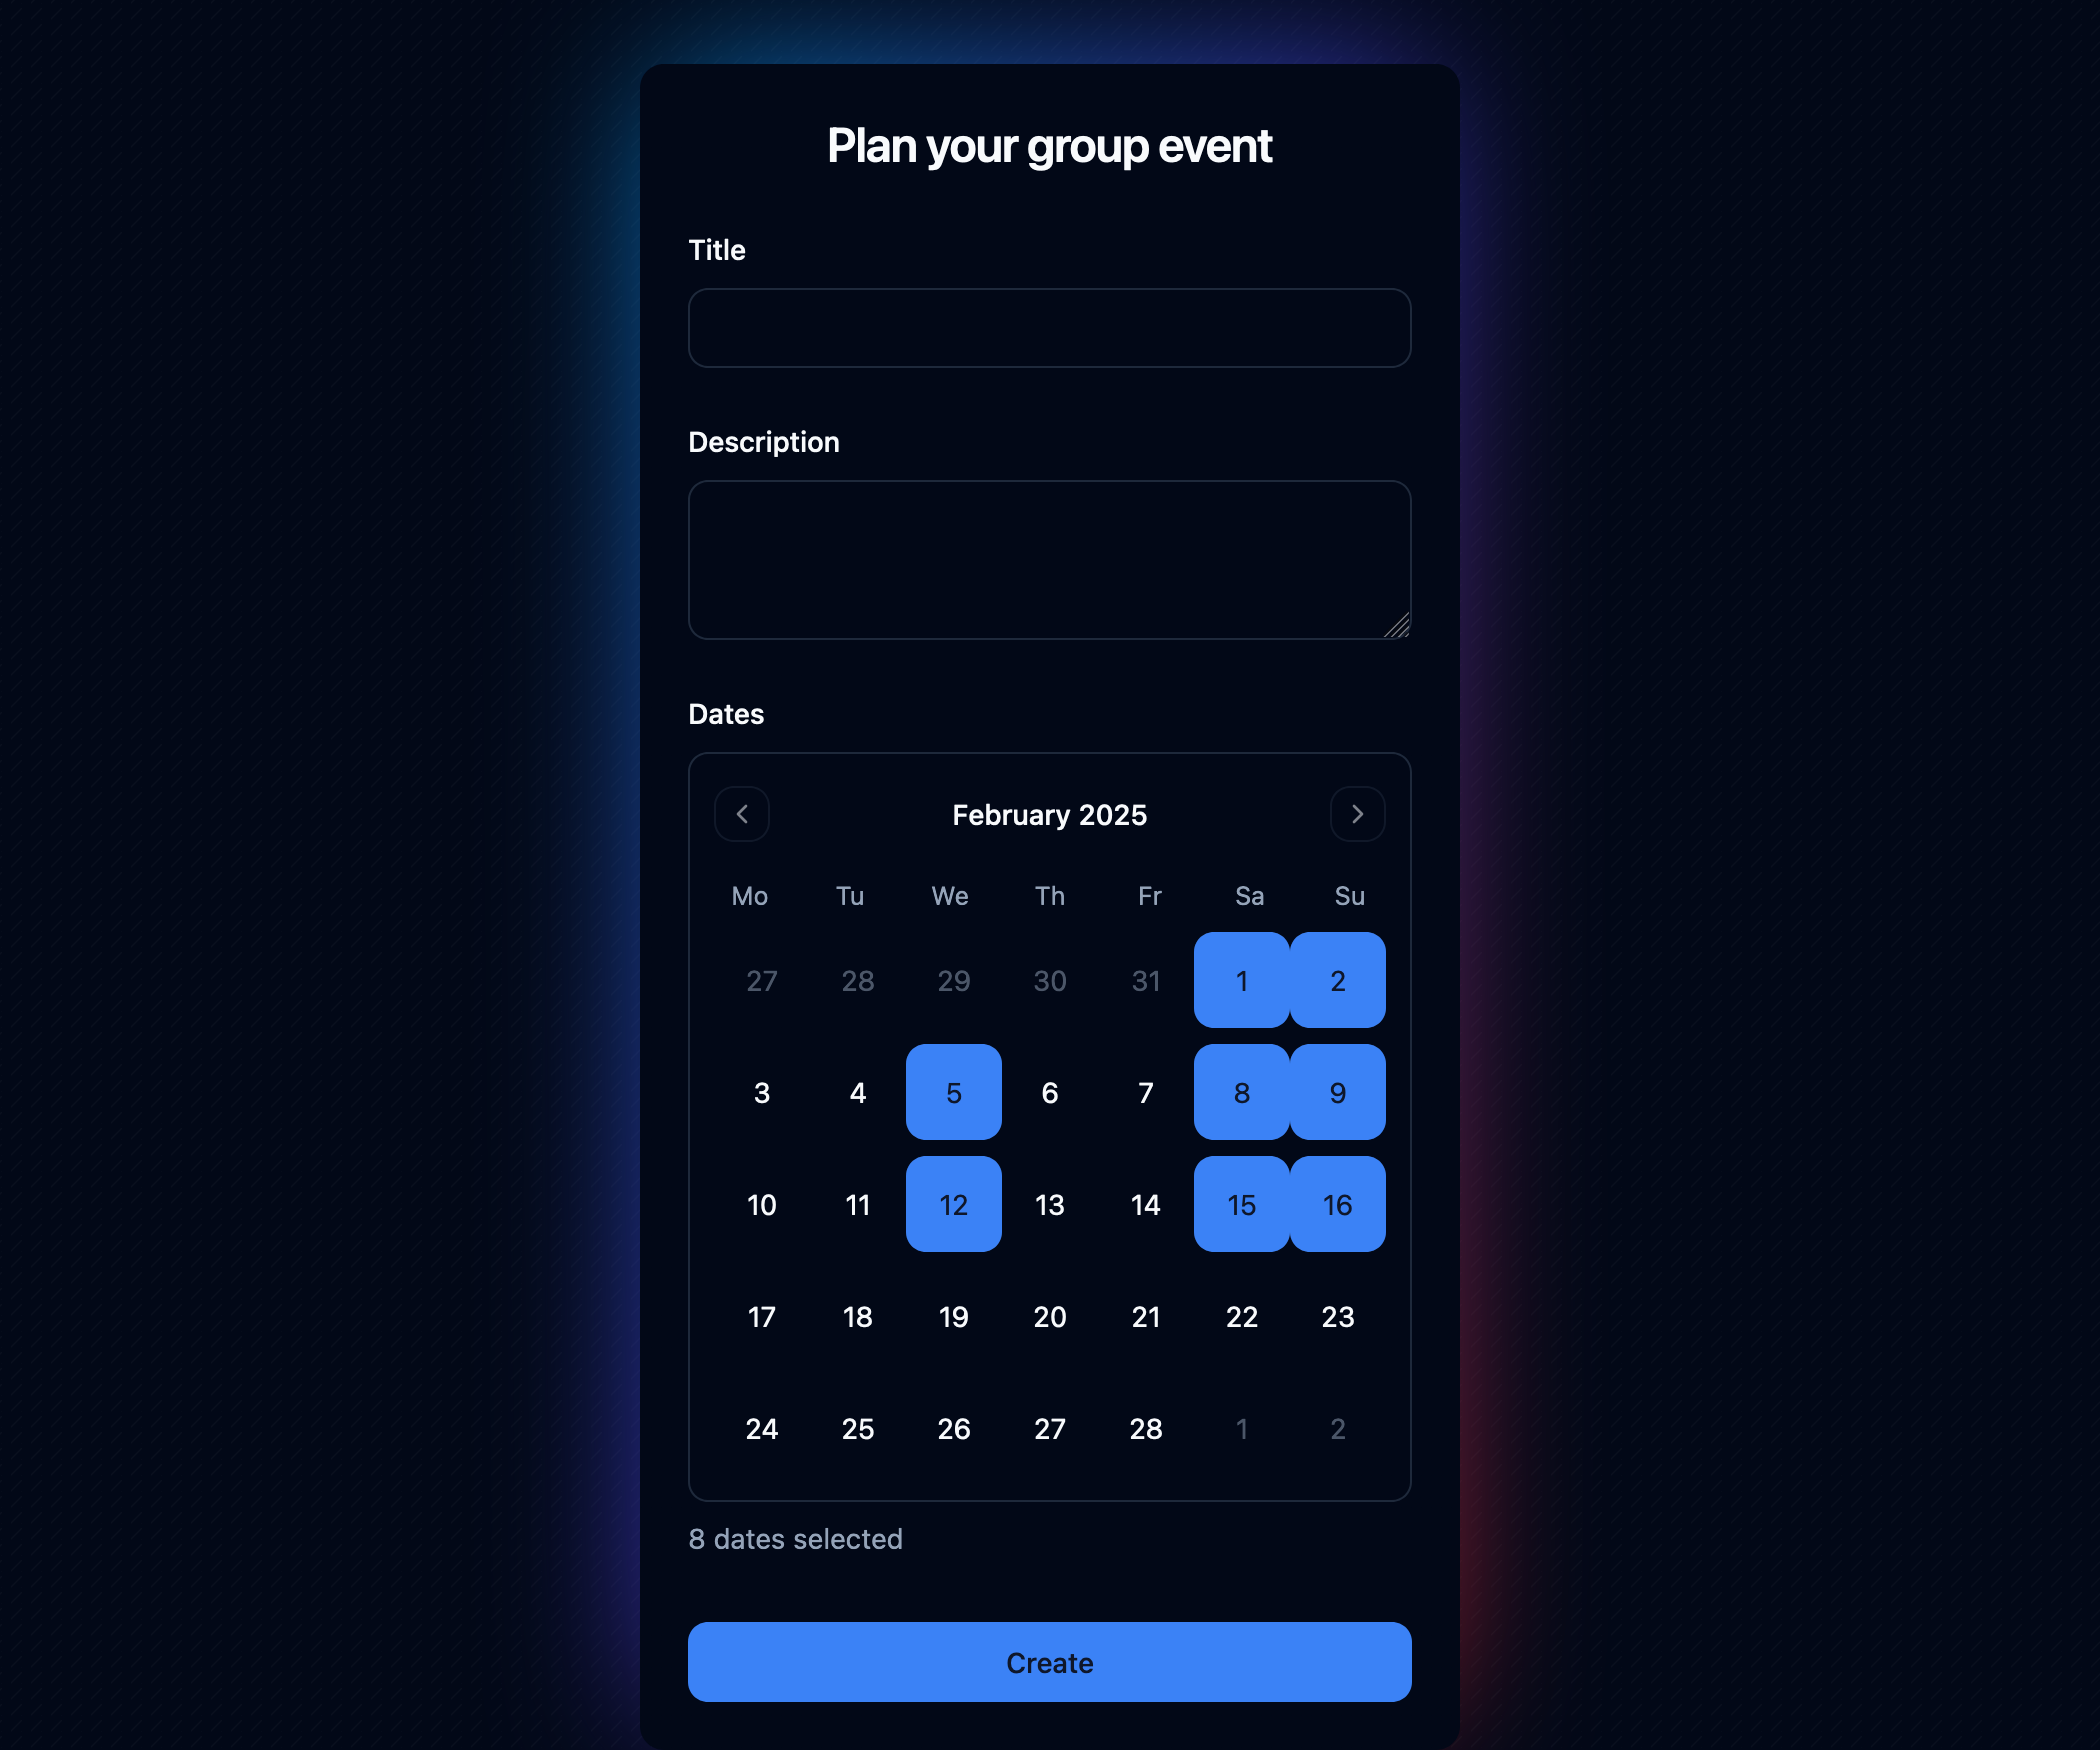 Plan your group event
Title
Description
Dates
February 2025
Mo Tu We Th Fr Sa Su
27 28 29 30 31 1 2
3 4 5 6 7 8 9
10 11 12 13 14 15 16
17 18 19 20 21 22 23
24 25 26 27 28 1 2
8 dates selected
Create